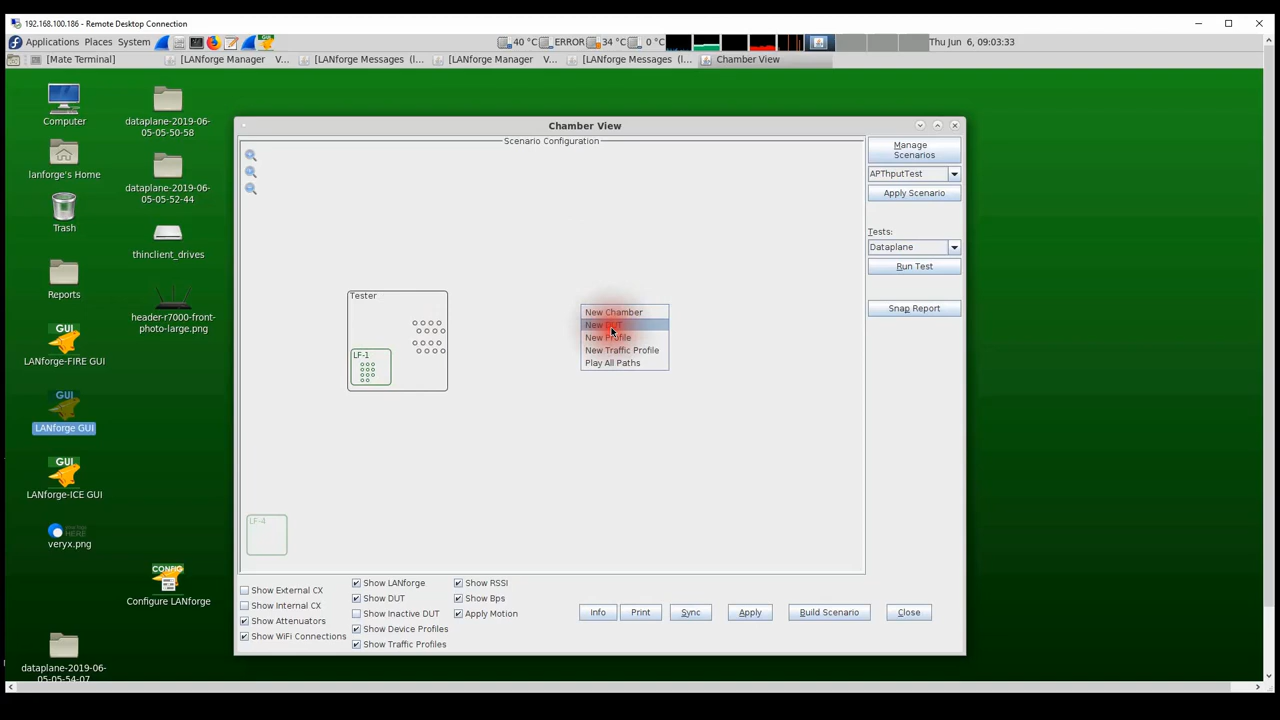 192.168.100.186 - Remote Desktop Connection
Applications Places System
40 °C ERROR 34 °C 0 °C
Thu Jun 6, 09:03:33
[Mate Terminal]
[LANforge Manager V...
[LANforge Messages (l...
[LANforge Manager V...
[LANforge Messages (l...
Chamber View
Computer
dataplane-2019-06-
05-05-50-58
lanforge's Home
dataplane-2019-06-
05-05-52-44
Trash
thinclient_drives
Reports
header-r7000-front-
photo-large.png
GUI
LANforge-FIRE GUI
GUI
LANforge GUI
GUI
LANforge-ICE GUI
HERE
veryx.png
CONFIG
Configure LANforge
dataplane-2019-06-
05-05-54-07
Chamber View
Scenario Configuration
Tester
LF-1
LF-4
New Chamber
New DUT
New Profile
New Traffic Profile
Play All Paths
Manage
Scenarios
APThputTest
Apply Scenario
Tests:
Dataplane
Run Test
Snap Report
Show External CX
Show Internal CX
Show Attenuators
Show WiFi Connections
Show LANforge
Show DUT
Show Inactive DUT
Show Device Profiles
Show Traffic Profiles
Show RSSI
Show Bps
Apply Motion
Info
Print
Sync
Apply
Build Scenario
Close